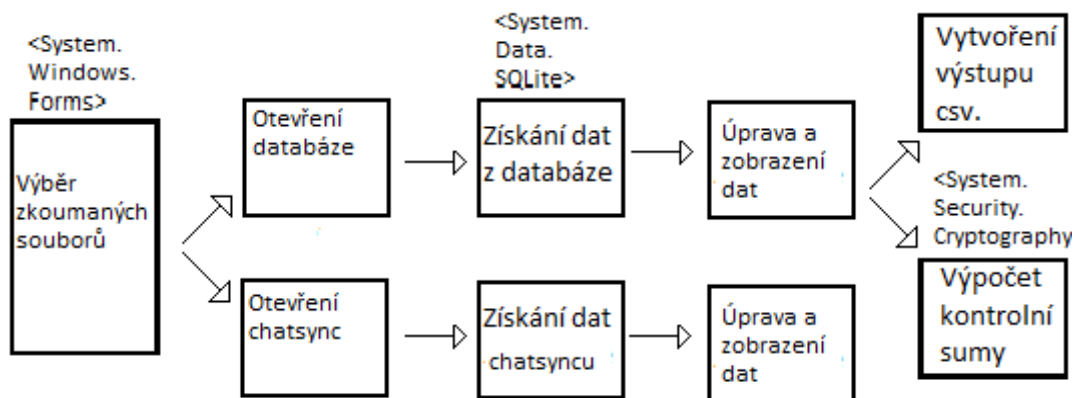 <System.
Windows.
Forms>
Výběr
zkoumaných
souborů
Otevření
databáze
<System.
Data.
SQLite>
Získání dat
z databáze
Úprava a
zobrazení
dat
Vytvoření
výstupu
csv.
<System.
Security.
Cryptography
Výpočet
kontrolní
sumy
Otevření
chatsync
Získání dat
chatsyncu
Úprava a
zobrazení
dat